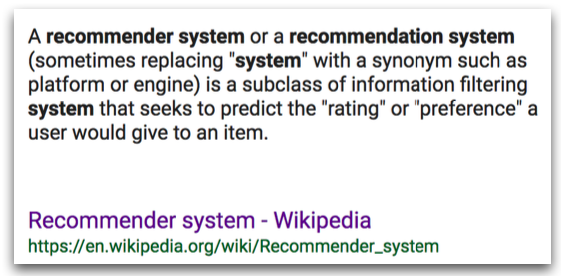 A recommender system or a recommendation system
(sometimes replacing "system" with a synonym such as
platform or engine) is a subclass of information filtering
system that seeks to predict the "rating" or "preference" a
user would give to an item.
Recommender system - Wikipedia
https://en.wikipedia.org/wiki/Recommender_system